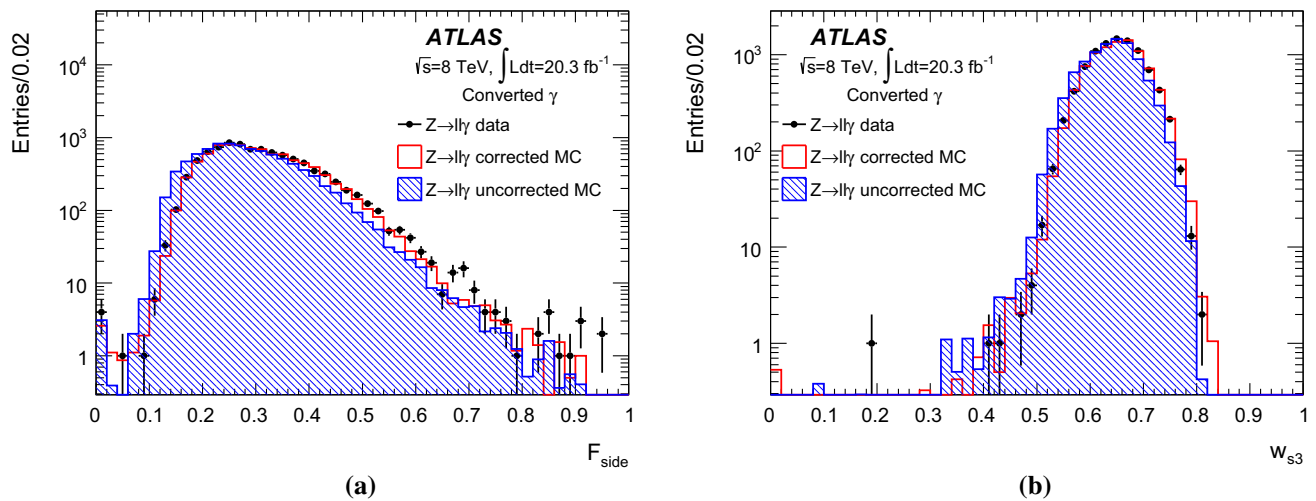 Entries/0.02
10⁴
10³
10²
10
1
ATLAS
√s=8 TeV, ∫Ldt=20.3 fb⁻¹
Converted γ
Z→llγ data
Z→llγ corrected MC
Z→llγ uncorrected MC
0 0.1 0.2 0.3 0.4 0.5 0.6 0.7 0.8 0.9 1
F_side
(a)
Entries/0.02
10³
10²
10
1
ATLAS
√s=8 TeV, ∫Ldt=20.3 fb⁻¹
Converted γ
Z→llγ data
Z→llγ corrected MC
Z→llγ uncorrected MC
0 0.1 0.2 0.3 0.4 0.5 0.6 0.7 0.8 0.9 1
w_s3
(b)